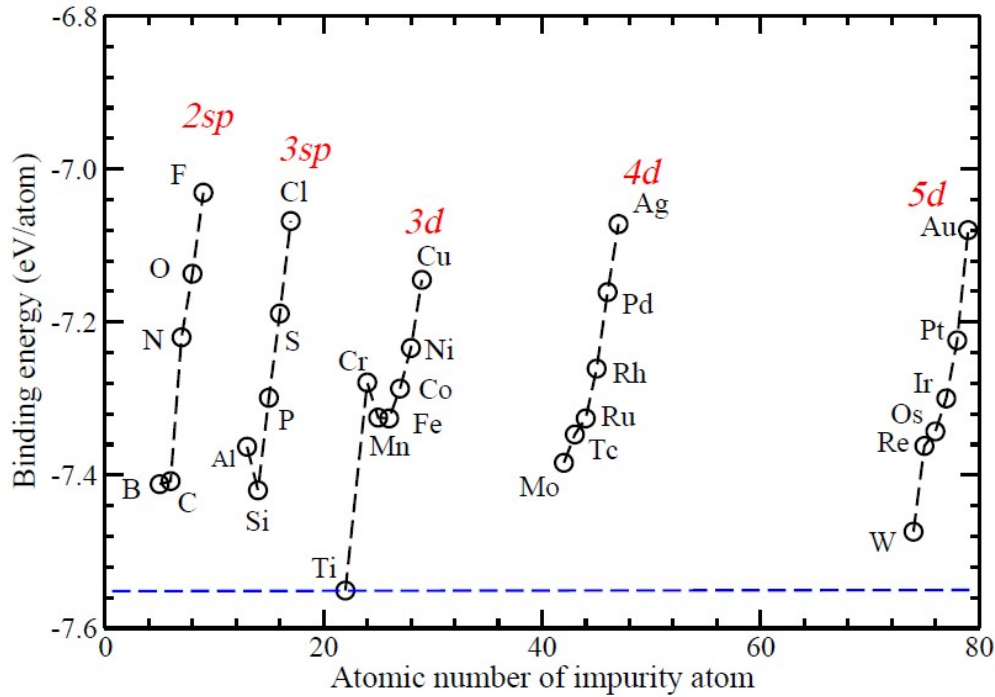 -6.8
-7.0
-7.2
-7.4
-7.6
Binding energy (eV/atom)
2sp
3sp
3d
4d
5d
F
O
N
B
C
Cl
S
P
Al
Si
Cu
Ni
Co
Fe
Mn
Cr
Ti
Ag
Pd
Rh
Ru
Tc
Mo
Au
Pt
Ir
Os
Re
W
0
20
40
60
80
Atomic number of impurity atom